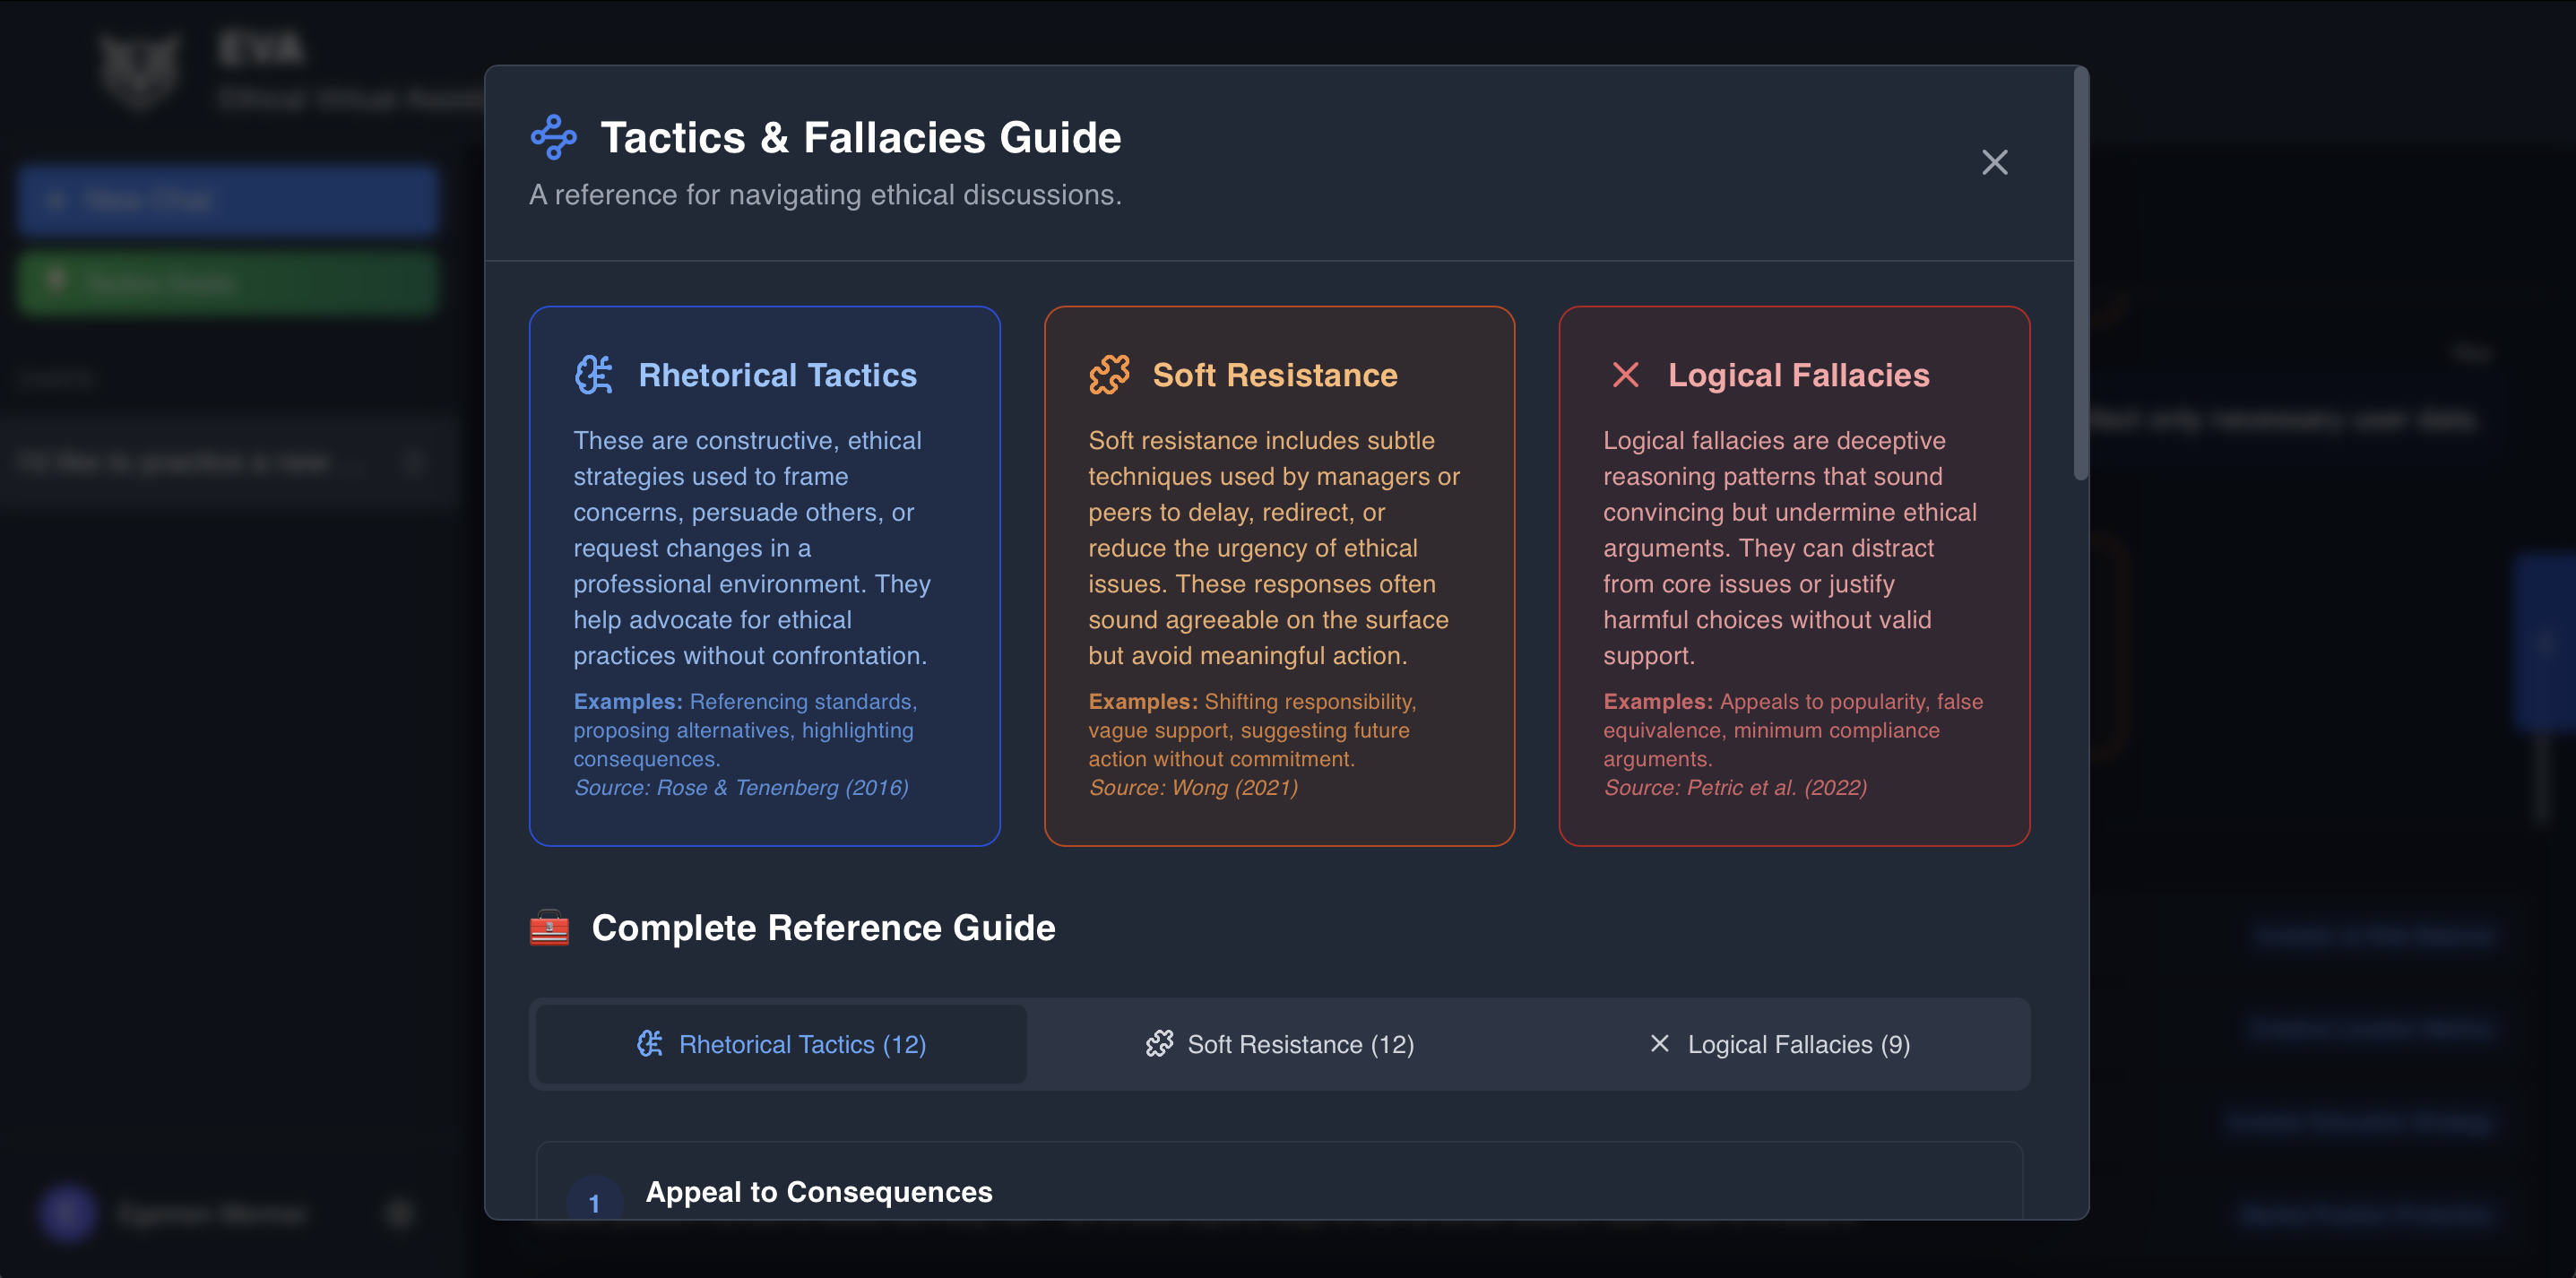 EVA
Tactics & Fallacies Guide
A reference for navigating ethical discussions.
New Chat
Rhetorical Tactics
These are constructive, ethical
strategies used to frame
concerns, persuade others, or
request changes in a
professional environment. They
help advocate for ethical
practices without confrontation.
Examples: Referencing standards,
proposing alternatives, highlighting
consequences.
Source: Rose & Tenenberg (2016)
Soft Resistance
Soft resistance includes subtle
techniques used by managers or
peers to delay, redirect, or
reduce the urgency of ethical
issues. These responses often
sound agreeable on the surface
but avoid meaningful action.
Examples: Shifting responsibility,
vague support, suggesting future
action without commitment.
Source: Wong (2021)
Logical Fallacies
Logical fallacies are deceptive
reasoning patterns that sound
convincing but undermine ethical
arguments. They can distract
from core issues or justify
harmful choices without valid
support.
Examples: Appeals to popularity, false
equivalence, minimum compliance
arguments.
Source: Petric et al. (2022)
Complete Reference Guide
Rhetorical Tactics (12)
Soft Resistance (12)
Logical Fallacies (9)
1
Appeal to Consequences